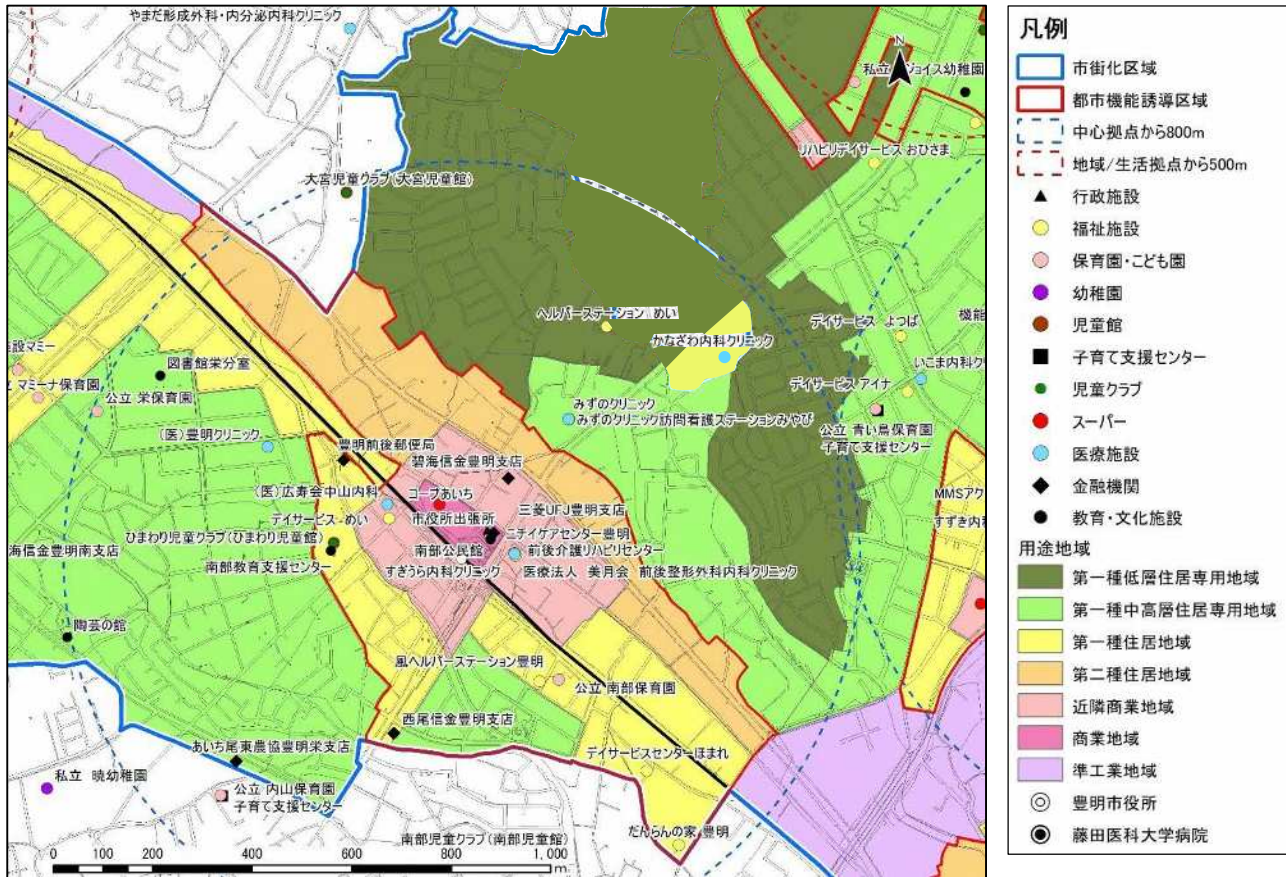 やまだ形成外科・内分泌内科クリニック
N
大宮児童クラブ(大宮児童館)
リハビリデイサービス おひさま
ヘルパーステーション めい
かなざわ内科クリニック
デイサービス よつば
機能
いこま内科ク
デイサービス アイナ
公立 青い鳥保育園
子育て支援センター
マミーナ保育園
図書館栄分室
公立 栄保育園
みずのクリニック
みずのクリニック訪問看護ステーションみやび
(医)豊明クリニック
豊明前後郵便局
碧海信金豊明支店
(医)広寿会中山内科
コープあいち
三菱UFJ豊明支店
デイサービス めい
市役所出張所
ニチイケアセンター豊明
ひまわり児童クラブ(ひまわり児童館)
南部公民館
前後介護リハビリセンター
海信金豊明南支店
南部教育支援センター
すぎうら内科クリニック
医療法人 美月会 前後整形外科内科クリニック
MMSアク
すずき内科
陶芸の館
風ヘルパーステーション豊明
公立 南部保育園
西尾信金豊明支店
あいち尾東農協豊明栄支店
デイサービスセンターほまれ
私立 暁幼稚園
公立 内山保育園
子育て支援センター
南部児童クラブ(南部児童館)
だんらんの家 豊明
0 100 200 400 600 800 1,000
m
凡例
市街化区域
都市機能誘導区域
中心拠点から800m
地域/生活拠点から500m
行政施設
福祉施設
保育園・こども園
幼稚園
児童館
子育て支援センター
児童クラブ
スーパー
医療施設
金融機関
教育・文化施設
用途地域
第一種低層住居専用地域
第一種中高層住居専用地域
第一種住居地域
第二種住居地域
近隣商業地域
商業地域
準工業地域
豊明市役所
藤田医科大学病院